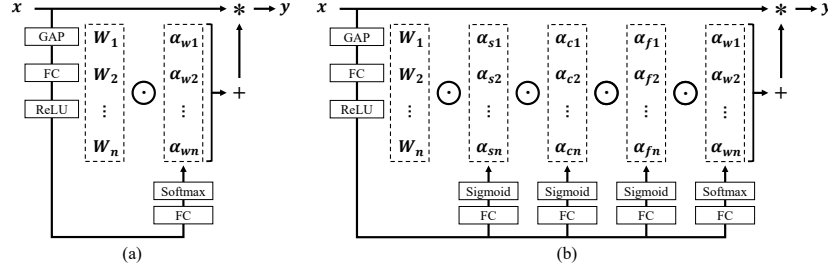 x * y
GAP
FC
ReLU
W1
W2
⋮
Wn
⊙
αw1
αw2
⋮
αwn
+
Softmax
FC
(a)
x * y
GAP
FC
ReLU
W1
W2
⋮
Wn
⊙
αs1
αs2
⋮
αsn
⊙
αc1
αc2
⋮
αcn
⊙
αf1
αf2
⋮
αfn
⊙
αw1
αw2
⋮
αwn
+
Sigmoid Sigmoid Sigmoid Softmax
FC FC FC FC
(b)